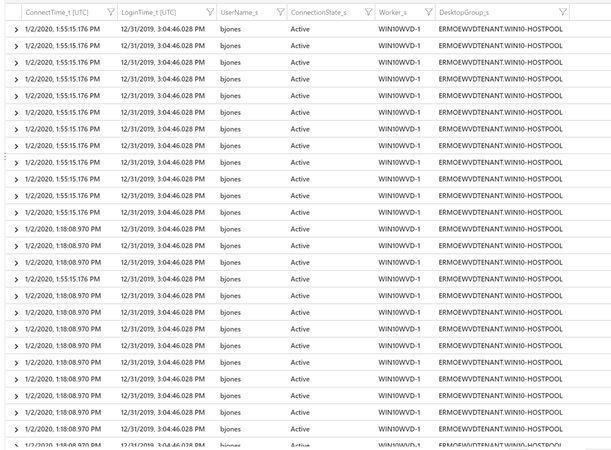 ConnectTime_t [UTC] LoginTime_t [UTC] UserName_s ConnectionState_s Worker_s DesktopGroup_s
1/2/2020, 1:55:15.176 PM 12/31/2019, 3:04:46.028 PM bjones Active WIN10WVD-1 ERMOEWVDTENANT.WIN10-HOSTPOOL
1/2/2020, 1:55:15.176 PM 12/31/2019, 3:04:46.028 PM bjones Active WIN10WVD-1 ERMOEWVDTENANT.WIN10-HOSTPOOL
1/2/2020, 1:55:15.176 PM 12/31/2019, 3:04:46.028 PM bjones Active WIN10WVD-1 ERMOEWVDTENANT.WIN10-HOSTPOOL
1/2/2020, 1:55:15.176 PM 12/31/2019, 3:04:46.028 PM bjones Active WIN10WVD-1 ERMOEWVDTENANT.WIN10-HOSTPOOL
1/2/2020, 1:55:15.176 PM 12/31/2019, 3:04:46.028 PM bjones Active WIN10WVD-1 ERMOEWVDTENANT.WIN10-HOSTPOOL
1/2/2020, 1:55:15.176 PM 12/31/2019, 3:04:46.028 PM bjones Active WIN10WVD-1 ERMOEWVDTENANT.WIN10-HOSTPOOL
1/2/2020, 1:55:15.176 PM 12/31/2019, 3:04:46.028 PM bjones Active WIN10WVD-1 ERMOEWVDTENANT.WIN10-HOSTPOOL
1/2/2020, 1:55:15.176 PM 12/31/2019, 3:04:46.028 PM bjones Active WIN10WVD-1 ERMOEWVDTENANT.WIN10-HOSTPOOL
1/2/2020, 1:55:15.176 PM 12/31/2019, 3:04:46.028 PM bjones Active WIN10WVD-1 ERMOEWVDTENANT.WIN10-HOSTPOOL
1/2/2020, 1:55:15.176 PM 12/31/2019, 3:04:46.028 PM bjones Active WIN10WVD-1 ERMOEWVDTENANT.WIN10-HOSTPOOL
1/2/2020, 1:55:15.176 PM 12/31/2019, 3:04:46.028 PM bjones Active WIN10WVD-1 ERMOEWVDTENANT.WIN10-HOSTPOOL
1/2/2020, 1:55:15.176 PM 12/31/2019, 3:04:46.028 PM bjones Active WIN10WVD-1 ERMOEWVDTENANT.WIN10-HOSTPOOL
1/2/2020, 1:18:08.970 PM 12/31/2019, 3:04:46.028 PM bjones Active WIN10WVD-1 ERMOEWVDTENANT.WIN10-HOSTPOOL
1/2/2020, 1:18:08.970 PM 12/31/2019, 3:04:46.028 PM bjones Active WIN10WVD-1 ERMOEWVDTENANT.WIN10-HOSTPOOL
1/2/2020, 1:18:08.970 PM 12/31/2019, 3:04:46.028 PM bjones Active WIN10WVD-1 ERMOEWVDTENANT.WIN10-HOSTPOOL
1/2/2020, 1:55:15.176 PM 12/31/2019, 3:04:46.028 PM bjones Active WIN10WVD-1 ERMOEWVDTENANT.WIN10-HOSTPOOL
1/2/2020, 1:18:08.970 PM 12/31/2019, 3:04:46.028 PM bjones Active WIN10WVD-1 ERMOEWVDTENANT.WIN10-HOSTPOOL
1/2/2020, 1:18:08.970 PM 12/31/2019, 3:04:46.028 PM bjones Active WIN10WVD-1 ERMOEWVDTENANT.WIN10-HOSTPOOL
1/2/2020, 1:18:08.970 PM 12/31/2019, 3:04:46.028 PM bjones Active WIN10WVD-1 ERMOEWVDTENANT.WIN10-HOSTPOOL
1/2/2020, 1:18:08.970 PM 12/31/2019, 3:04:46.028 PM bjones Active WIN10WVD-1 ERMOEWVDTENANT.WIN10-HOSTPOOL
1/2/2020, 1:18:08.970 PM 12/31/2019, 3:04:46.028 PM bjones Active WIN10WVD-1 ERMOEWVDTENANT.WIN10-HOSTPOOL
1/2/2020, 1:18:08.970 PM 12/31/2019, 3:04:46.028 PM bjones Active WIN10WVD-1 ERMOEWVDTENANT.WIN10-HOSTPOOL
1/2/2020, 1:18:08.970 PM 12/31/2019, 3:04:46.028 PM bjones Active WIN10WVD-1 ERMOEWVDTENANT.WIN10-HOSTPOOL
1/2/2020, 1:18:08.970 PM 12/31/2019, 3:04:46.028 PM bjones Active WIN10WVD-1 ERMOEWVDTENANT.WIN10-HOSTPOOL
1/2/2020, 1:18:08.970 PM 12/31/2019, 3:04:46.028 PM bjones Active WIN10WVD-1 ERMOEWVDTENANT.WIN10-HOSTPOOL
1/2/2020, 1:18:08.970 PM 12/31/2019, 3:04:46.028 PM bjones Active WIN10WVD-1 ERMOEWVDTENANT.WIN10-HOSTPOOL